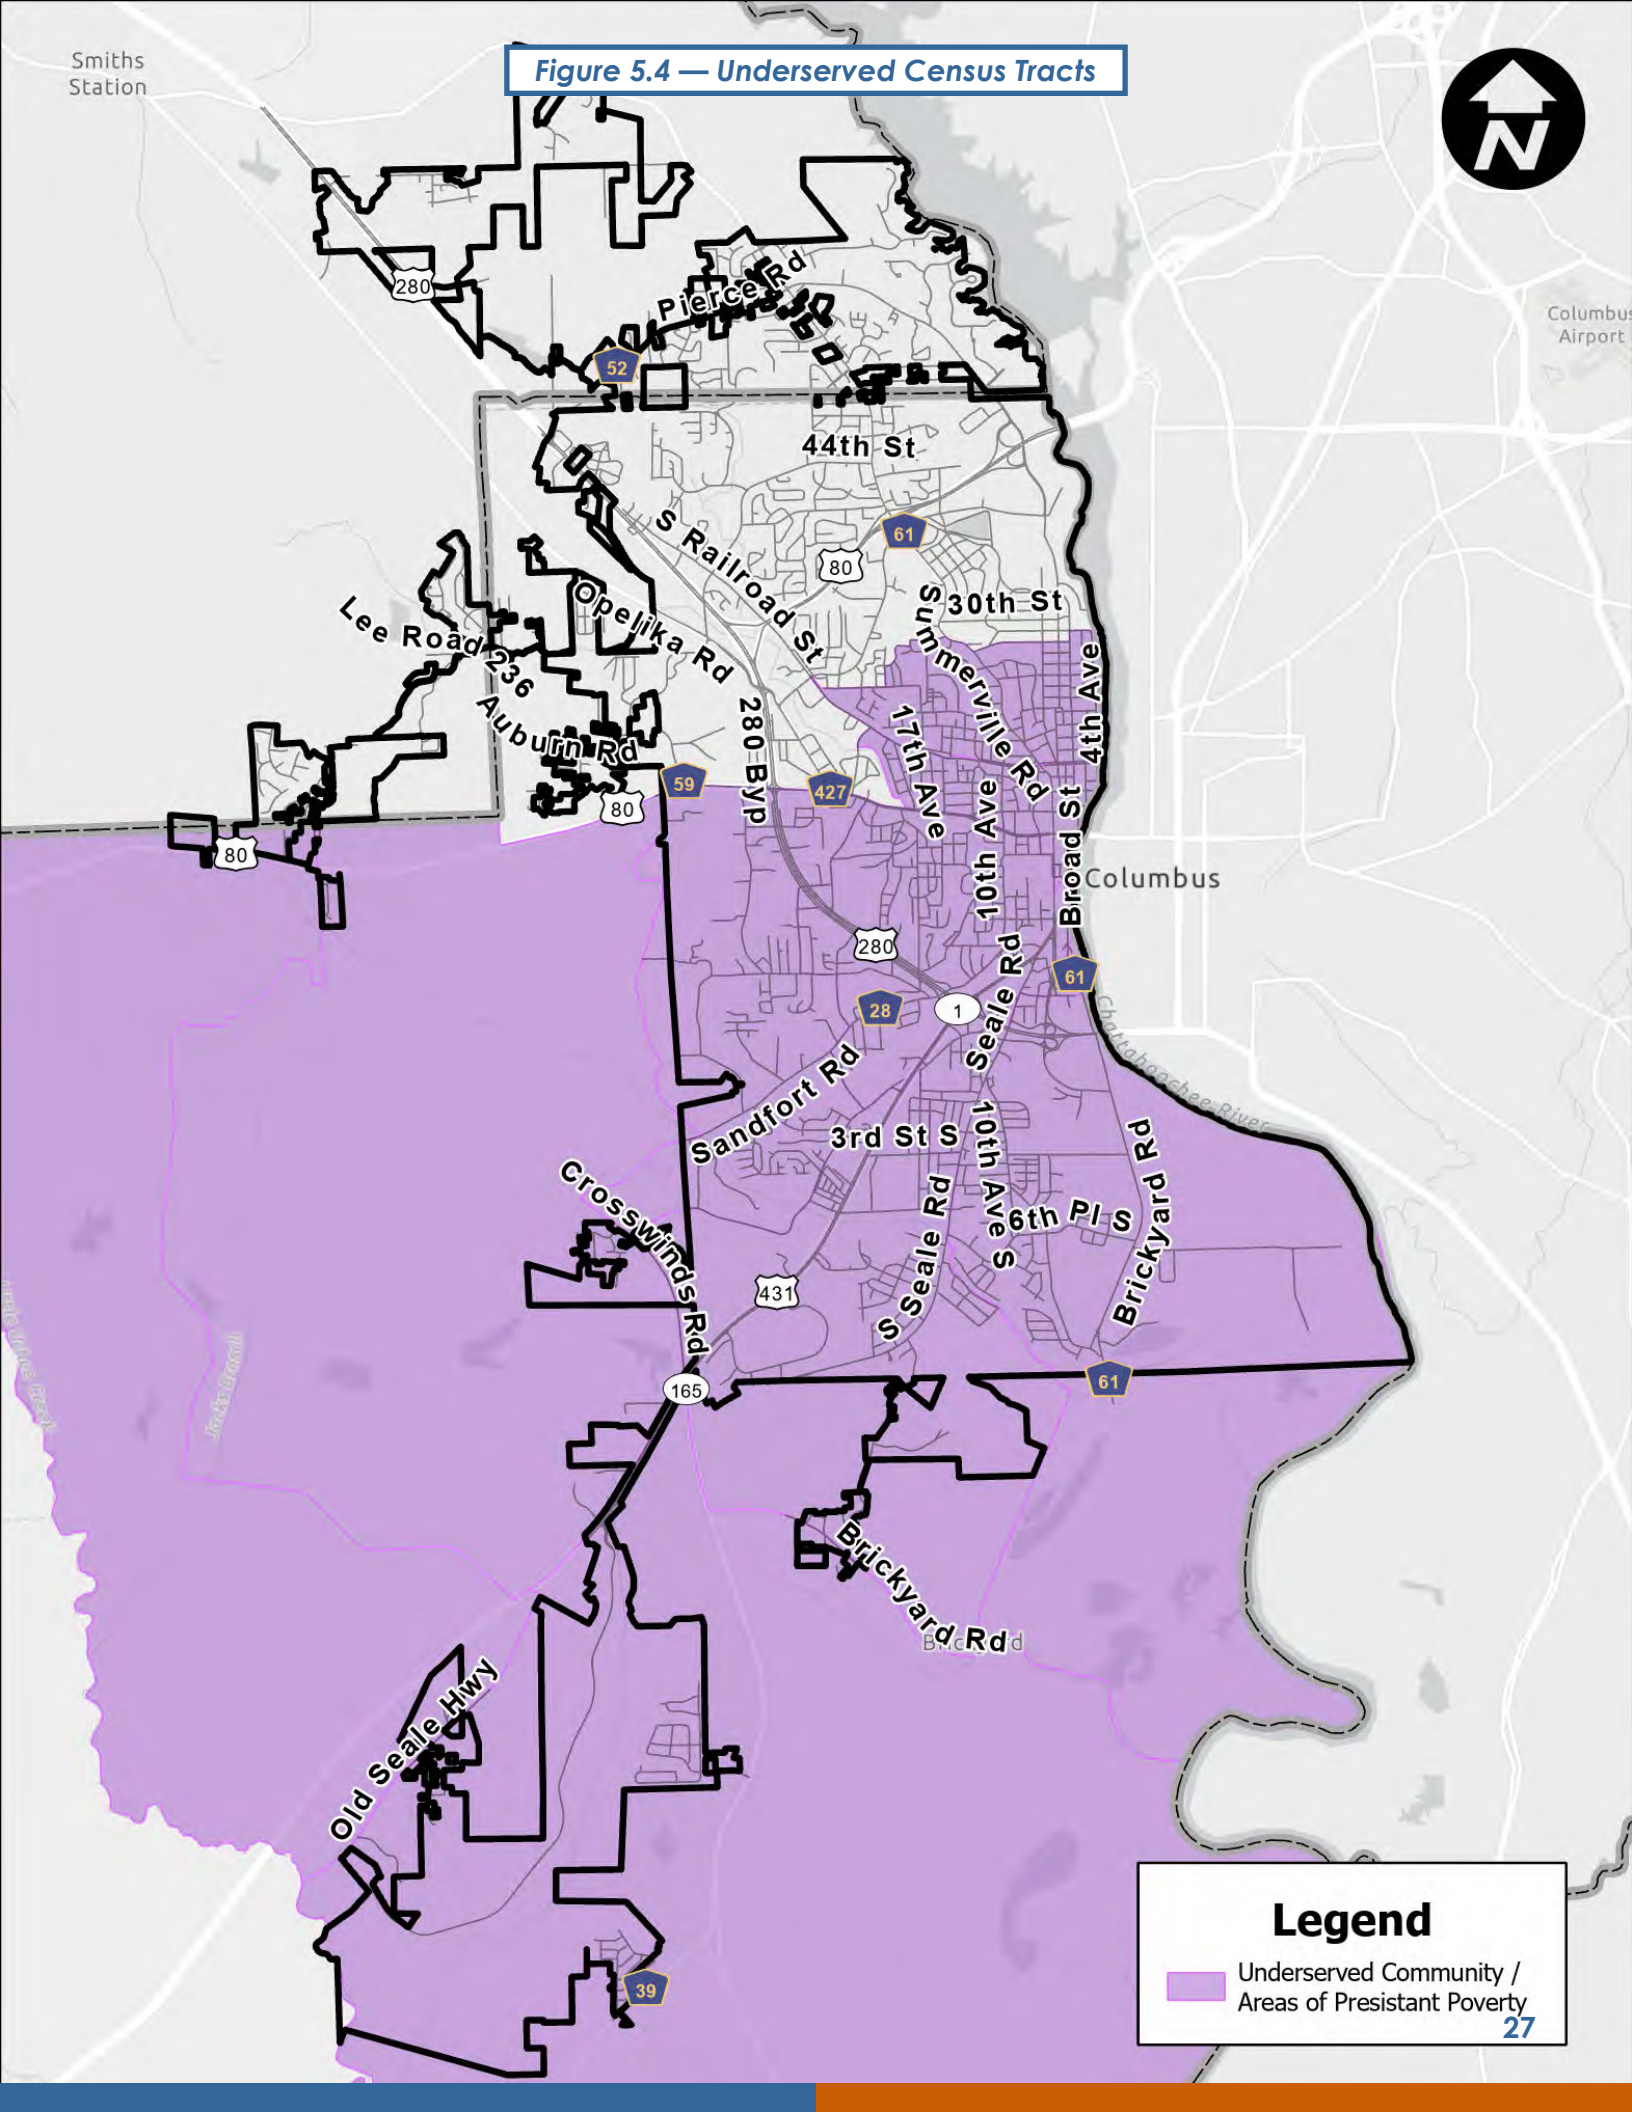 Figure 5.4 — Underserved Census Tracts
Smiths
Station
N
Columbus
Airport
280
Pierce Rd
52
44th St
61
80
S Railroad St
30th St
Opelika Rd
Lee Road 236
Summerville Rd
4th Ave
Auburn Rd
280 Byp
17th Ave
59
427
80
10th Ave
Broad St
80
Columbus
280
Seale Rd
61
28
1
Chattahoochee River
Sandfort Rd
3rd St S
10th Ave S
Brickyard Rd
Crosswinds Rd
6th Pl S
S Seale Rd
431
165
61
Brickyard Rd
Old Seale Hwy
39
Legend
Underserved Community /
Areas of Presistant Poverty
27